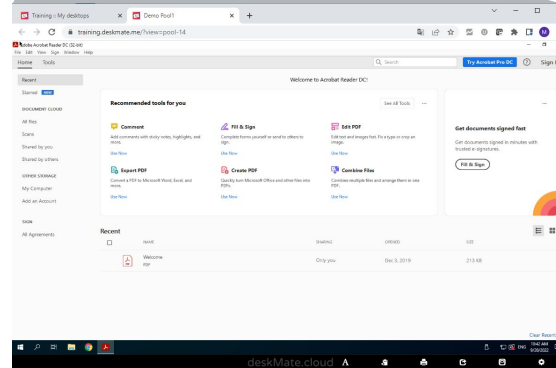 Training :: My desktops
Demo Pool1
training.deskmate.me/?view=pool-14
Adobe Acrobat Reader DC (32-bit)
File Edit View Sign Window Help
Home Tools
Search
Try Acrobat Pro DC
Sign I
Recent
Starred NEW
DOCUMENT CLOUD
All files
Scans
Shared by you
Shared by others
OTHER STORAGE
My Computer
Add an Account
SIGN
All Agreements
Welcome to Acrobat Reader DC!
Recommended tools for you
See All Tools
Comment
Add comments with sticky notes, highlights, and more.
Use Now
Fill & Sign
Complete forms yourself or send to others to sign.
Use Now
Edit PDF
Edit text and images fast. Fix a typo or crop an image.
Use Now
Export PDF
Convert a PDF to Microsoft Word, Excel, and more.
Use Now
Create PDF
Quickly turn Microsoft Office and other files into PDFs.
Use Now
Combine Files
Combine multiple files and arrange them in one PDF.
Use Now
Get documents signed fast
Get documents signed in minutes with trusted e-signatures.
Fill & Sign
Recent
NAME SHARING OPENED SIZE
Welcome
PDF
Only you Dec 3, 2019 213 KB
Clear Recent
ENG
10:42 AM
9/20/2022
deskMate.cloud